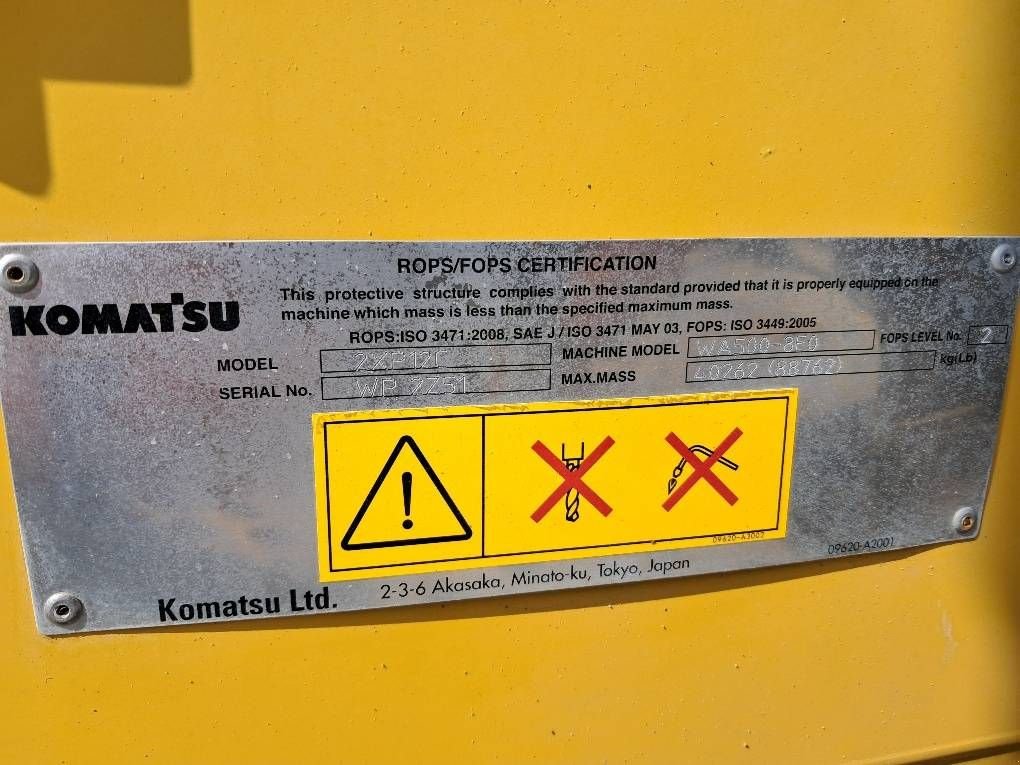 ROPS/FOPS CERTIFICATION
KOMATSU
This protective structure complies with the standard provided that it is properly equipped on the
machine which mass is less than the specified maximum mass.
ROPS:ISO 3471:2008, SAE J / ISO 3471 MAY 03, FOPS: ISO 3449:2005
MODEL MACHINE MODEL WA500-8E0 FOPS LEVEL No. 2
SERIAL No. MAX.MASS 40262 (88762) kg(Lb)
09620-A3002
09620-A2001
Komatsu Ltd. 2-3-6 Akasaka, Minato-ku, Tokyo, Japan